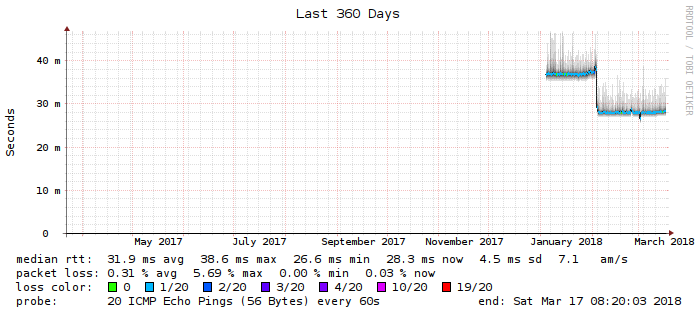 Last 360 Days
RRDTOOL / TOBI OETIKER
Seconds
40 m
30 m
20 m
10 m
0
May 2017 July 2017 September 2017 November 2017 January 2018 March 2018
median rtt: 31.9 ms avg 38.6 ms max 26.6 ms min 28.3 ms now 4.5 ms sd 7.1 am/s
packet loss: 0.31 % avg 5.69 % max 0.00 % min 0.03 % now
loss color: 0 1/20 2/20 3/20 4/20 10/20 19/20
probe: 20 ICMP Echo Pings (56 Bytes) every 60s end: Sat Mar 17 08:20:03 2018